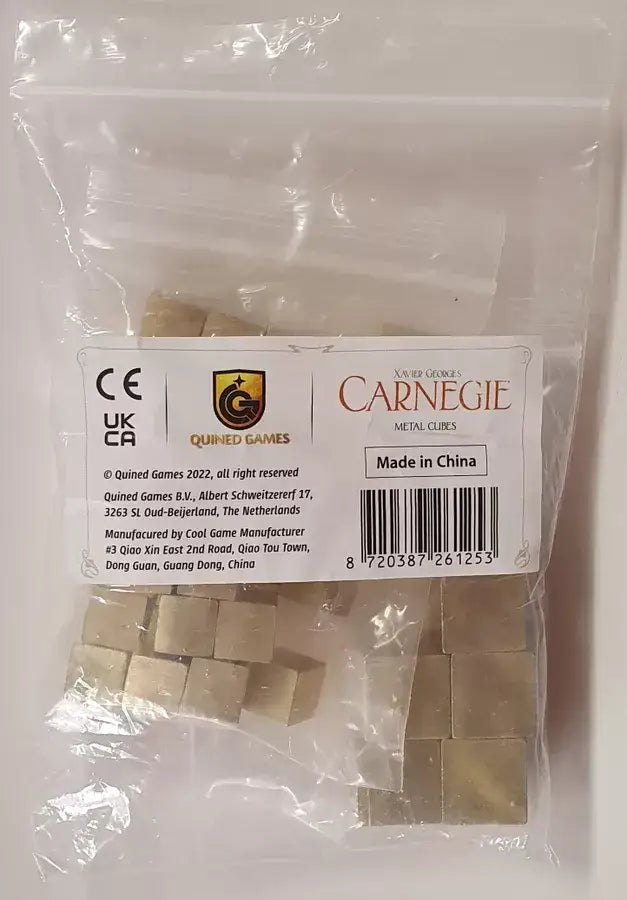 CE
UK
CA
QUINED GAMES
XAVIER GEORGES
CARNEGIE
METAL CUBES
Made in China
© Quined Games 2022, all right reserved
Quined Games B.V., Albert Schweitzererf 17,
3263 SL Oud-Beijerland, The Netherlands
Manufacured by Cool Game Manufacturer
#3 Qiao Xin East 2nd Road, Qiao Tou Town,
Dong Guan, Guang Dong, China
8 720387 261253